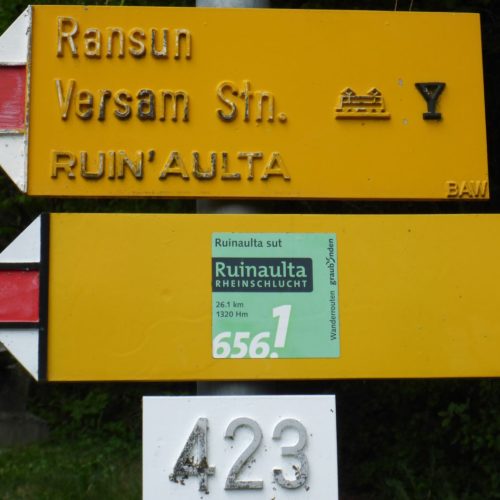 Ransun
Versam Stn.
RUIN'AULTA
BAW
Ruinaulta sut
Ruinaulta
RHEINSCHLUCHT
26.1 km
1320 Hm
656.1
Wanderrouten graubünden
423